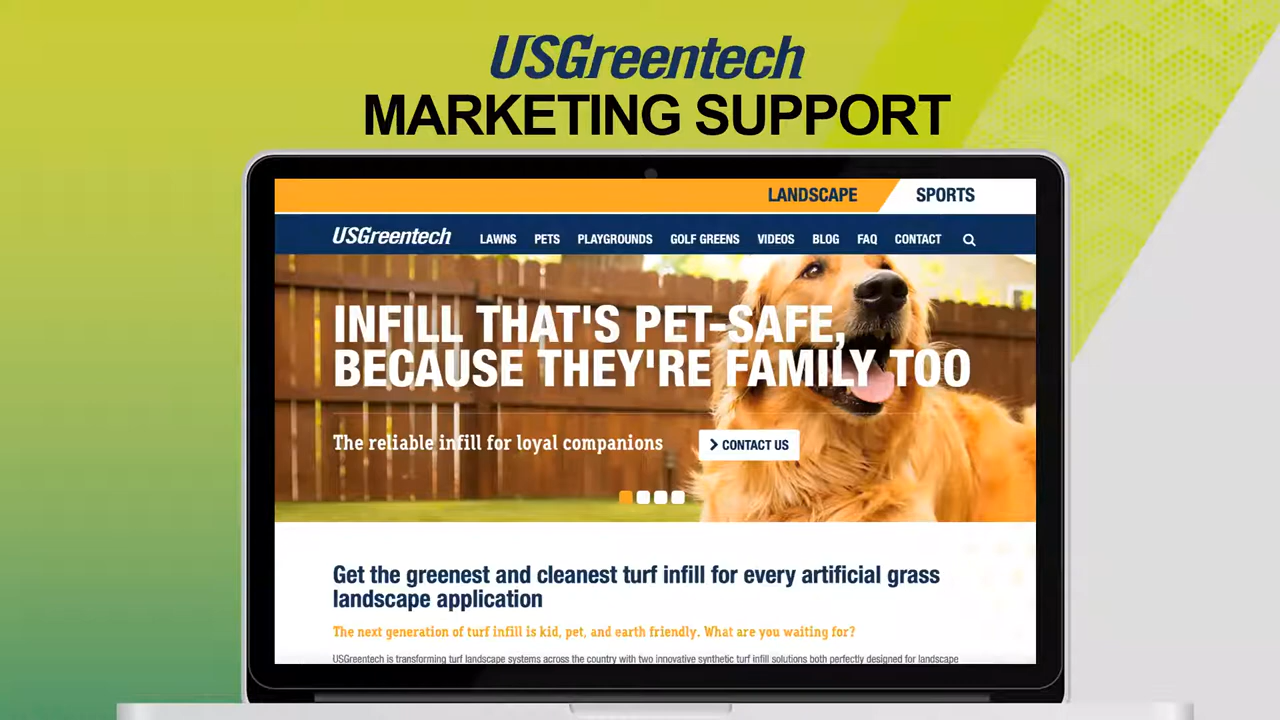 USGreentech
MARKETING SUPPORT
LANDSCAPE
SPORTS
USGreentech
LAWNS
PETS
PLAYGROUNDS
GOLF GREENS
VIDEOS
BLOG
FAQ
CONTACT
INFILL THAT'S PET-SAFE,
BECAUSE THEY'RE FAMILY TOO
The reliable infill for loyal companions
CONTACT US
Get the greenest and cleanest turf infill for every artificial grass
landscape application
The next generation of turf infill is kid, pet, and earth friendly. What are you waiting for?
USGreentech is transforming turf landscape systems across the country with two innovative synthetic turf infill solutions both perfectly designed for landscape